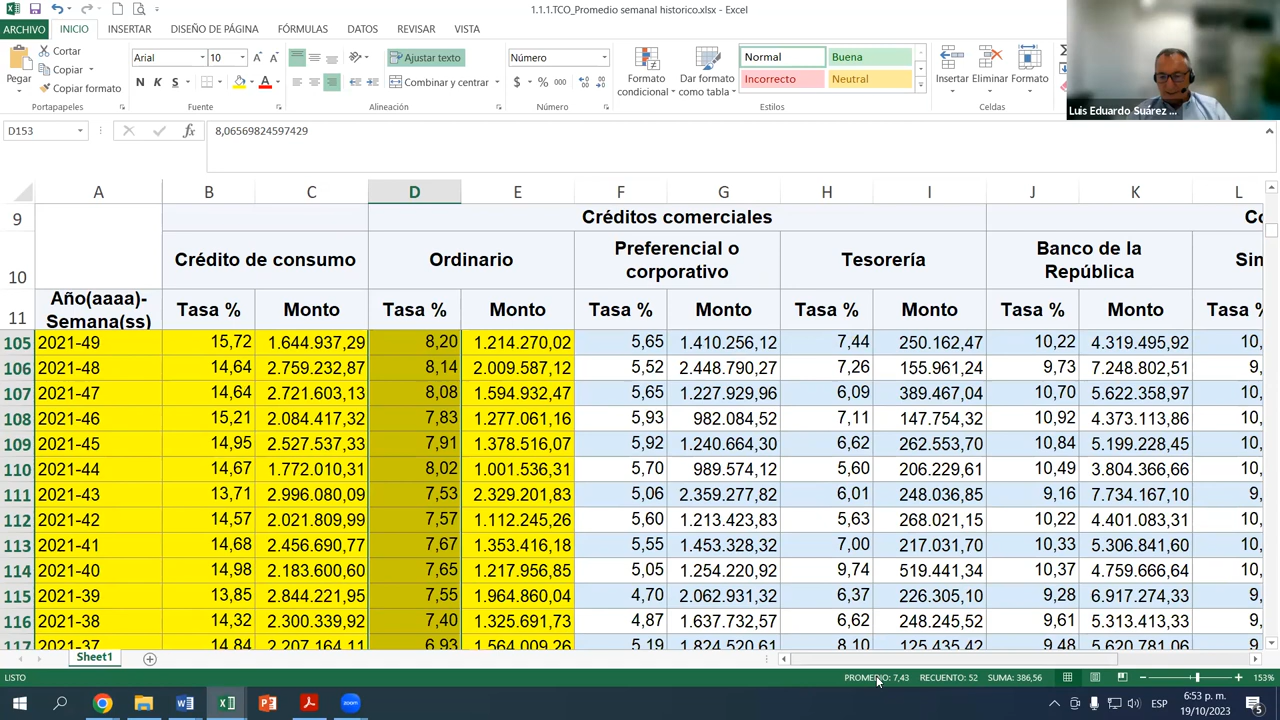 1.1.1.TCO_Promedio semanal historico.xlsx - Excel
ARCHIVO INICIO INSERTAR DISEÑO DE PÁGINA FÓRMULAS DATOS REVISAR VISTA
Pegar
Cortar
Copiar
Copiar formato
Portapapeles
Arial 10
N K S
Fuente
Ajustar texto
Combinar y centrar
Alineación
Número
$ % 000
Número
Formato condicional
Dar formato como tabla
Normal Buena
Incorrecto Neutral
Estilos
Insertar Eliminar Formato
Celdas
Luis Eduardo Suárez ...
D153 fx 8,06569824597429
A B C D E F G H I J K L
9 Créditos comerciales
10 Crédito de consumo Ordinario Preferencial o corporativo Tesorería Banco de la República
11 Año(aaaa)-Semana(ss) Tasa % Monto Tasa % Monto Tasa % Monto Tasa % Monto Tasa % Monto Tasa %
105 2021-49 15,72 1.644.937,29 8,20 1.214.270,02 5,65 1.410.256,12 7,44 250.162,47 10,22 4.319.495,92 10,
106 2021-48 14,64 2.759.232,87 8,14 2.009.587,12 5,52 2.448.790,27 7,26 155.961,24 9,73 7.248.802,51 9,
107 2021-47 14,64 2.721.603,13 8,08 1.594.932,47 5,65 1.227.929,96 6,09 389.467,04 10,70 5.622.358,97 10,
108 2021-46 15,21 2.084.417,32 7,83 1.277.061,16 5,93 982.084,52 7,11 147.754,32 10,92 4.373.113,86 10,
109 2021-45 14,95 2.527.537,33 7,91 1.378.516,07 5,92 1.240.664,30 6,62 262.553,70 10,84 5.199.228,45 10,
110 2021-44 14,67 1.772.010,31 8,02 1.001.536,31 5,70 989.574,12 5,60 206.229,61 10,49 3.804.366,66 10,
111 2021-43 13,71 2.996.080,09 7,53 2.329.201,83 5,06 2.359.277,82 6,01 248.036,85 9,16 7.734.167,10 9,
112 2021-42 14,57 2.021.809,99 7,57 1.112.245,26 5,60 1.213.423,83 5,63 268.021,15 10,22 4.401.083,31 10,
113 2021-41 14,68 2.456.690,77 7,67 1.353.416,18 5,55 1.453.328,32 7,00 217.031,70 10,33 5.306.841,60 10,
114 2021-40 14,98 2.183.600,60 7,65 1.217.956,85 5,05 1.254.220,92 9,74 519.441,34 10,37 4.759.666,64 10,
115 2021-39 13,85 2.844.221,95 7,55 1.964.860,04 4,70 2.062.931,32 6,37 226.305,10 9,28 6.917.274,33 9,
116 2021-38 14,32 2.300.339,92 7,40 1.325.691,73 4,87 1.637.732,57 6,62 248.245,52 9,61 5.313.413,33 9,
117 2021-37 14,84 2.207.164,11 6,93 1.564.009,26 5,19 1.824.520,61 8,10 125.435,42 9,48 5.620.781,06 9,
Sheet1
LISTO PROMEDIO: 7,43 RECUENTO: 52 SUMA: 386,56 153%
ESP 6:53 p. m.
19/10/2023 5